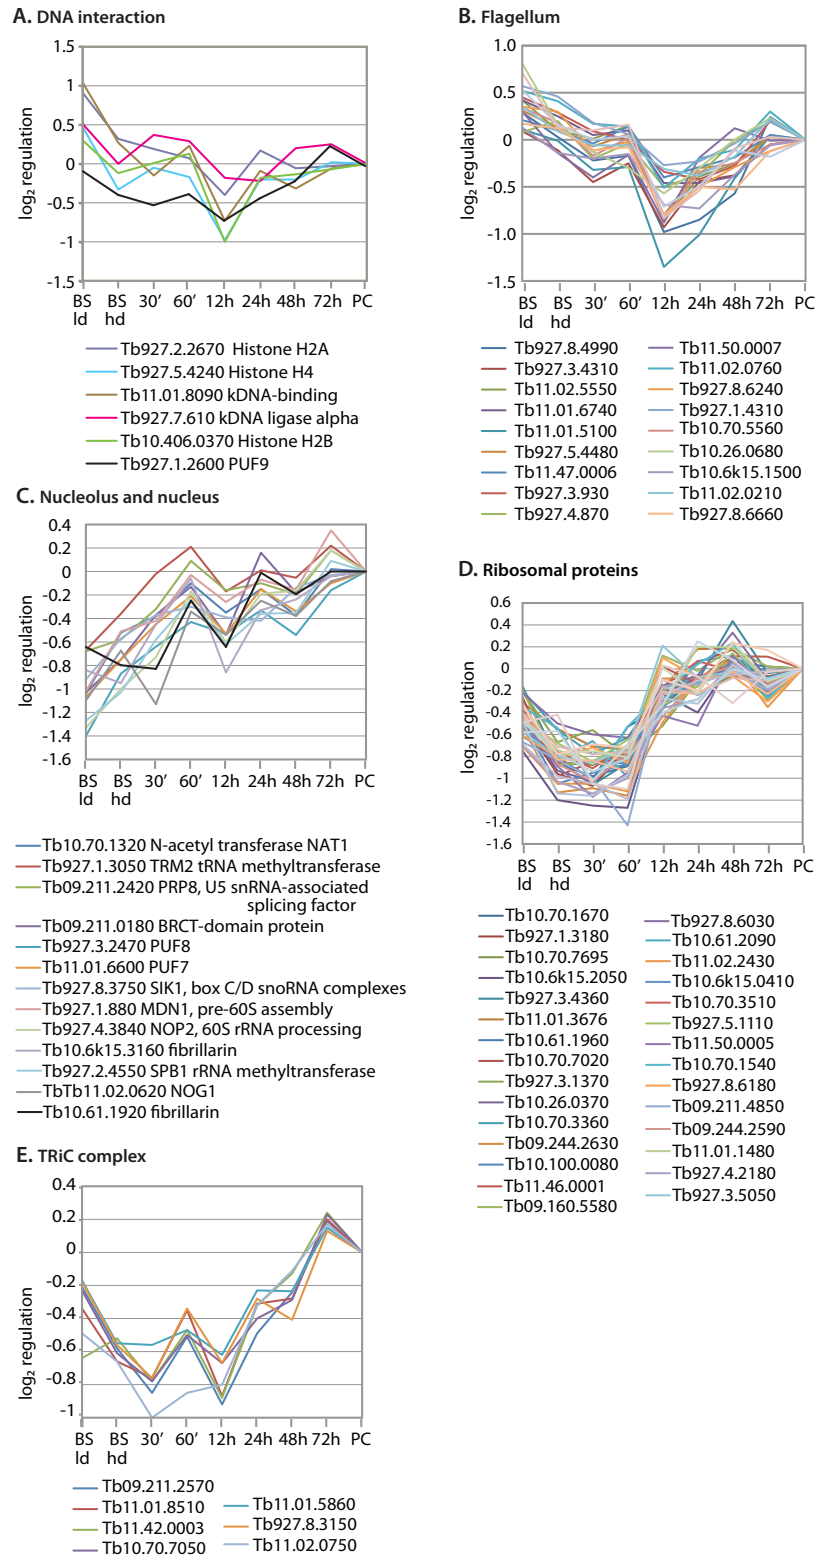 A. DNA interaction
1.5
1
0.5
0
-0.5
-1
-1.5
log2 regulation
BS ld
BS hd
30′
60′
12h
24h
48h
72h
PC
Tb927.2.2670 Histone H2A
Tb927.5.4240 Histone H4
Tb11.01.8090 kDNA-binding
Tb927.7.610 kDNA ligase alpha
Tb10.406.0370 Histone H2B
Tb927.1.2600 PUF9
B. Flagellum
1.0
0.5
0
-0.5
-1.0
-1.5
log2 regulation
BS ld
BS hd
30′
60′
12h
24h
48h
72h
PC
Tb927.8.4990
Tb927.3.4310
Tb11.02.5550
Tb11.01.6740
Tb11.01.5100
Tb927.5.4480
Tb11.47.0006
Tb927.3.930
Tb927.4.870
Tb11.50.0007
Tb11.02.0760
Tb927.8.6240
Tb927.1.4310
Tb10.70.5560
Tb10.26.0680
Tb10.6k15.1500
Tb11.02.0210
Tb927.8.6660
C. Nucleolus and nucleus
0.4
0.2
0
-0.2
-0.4
-0.6
-0.8
-1
-1.2
-1.4
-1.6
log2 regulation
BS ld
BS hd
30′
60′
12h
24h
48h
72h
PC
Tb10.70.1320 N-acetyl transferase NAT1
Tb927.1.3050 TRM2 tRNA methyltransferase
Tb09.211.2420 PRP8, U5 snRNA-associated
splicing factor
Tb09.211.0180 BRCT-domain protein
Tb927.3.2470 PUF8
Tb11.01.6600 PUF7
Tb927.8.3750 SIK1, box C/D snoRNA complexes
Tb927.1.880 MDN1, pre-60S assembly
Tb927.4.3840 NOP2, 60S rRNA processing
Tb10.6k15.3160 fibrillarin
Tb927.2.4550 SPB1 rRNA methyltransferase
TbTb11.02.0620 NOG1
Tb10.61.1920 fibrillarin
D. Ribosomal proteins
0.6
0.4
0.2
0
-0.2
-0.4
-0.6
-0.8
-1
-1.2
-1.4
-1.6
log2 regulation
BS ld
BS hd
30′
60′
12h
24h
48h
72h
PC
Tb10.70.1670
Tb927.1.3180
Tb10.70.7695
Tb10.6k15.2050
Tb927.3.4360
Tb11.01.3676
Tb10.61.1960
Tb10.70.7020
Tb927.3.1370
Tb10.26.0370
Tb10.70.3360
Tb09.244.2630
Tb10.100.0080
Tb11.46.0001
Tb09.160.5580
Tb927.8.6030
Tb10.61.2090
Tb11.02.2430
Tb10.6k15.0410
Tb10.70.3510
Tb927.5.1110
Tb11.50.0005
Tb10.70.1540
Tb927.8.6180
Tb09.211.4850
Tb09.244.2590
Tb11.01.1480
Tb927.4.2180
Tb927.3.5050
E. TRiC complex
0.4
0.2
0
-0.2
-0.4
-0.6
-0.8
-1
log2 regulation
BS ld
BS hd
30′
60′
12h
24h
48h
72h
PC
Tb09.211.2570
Tb11.01.8510
Tb11.42.0003
Tb10.70.7050
Tb11.01.5860
Tb927.8.3150
Tb11.02.0750